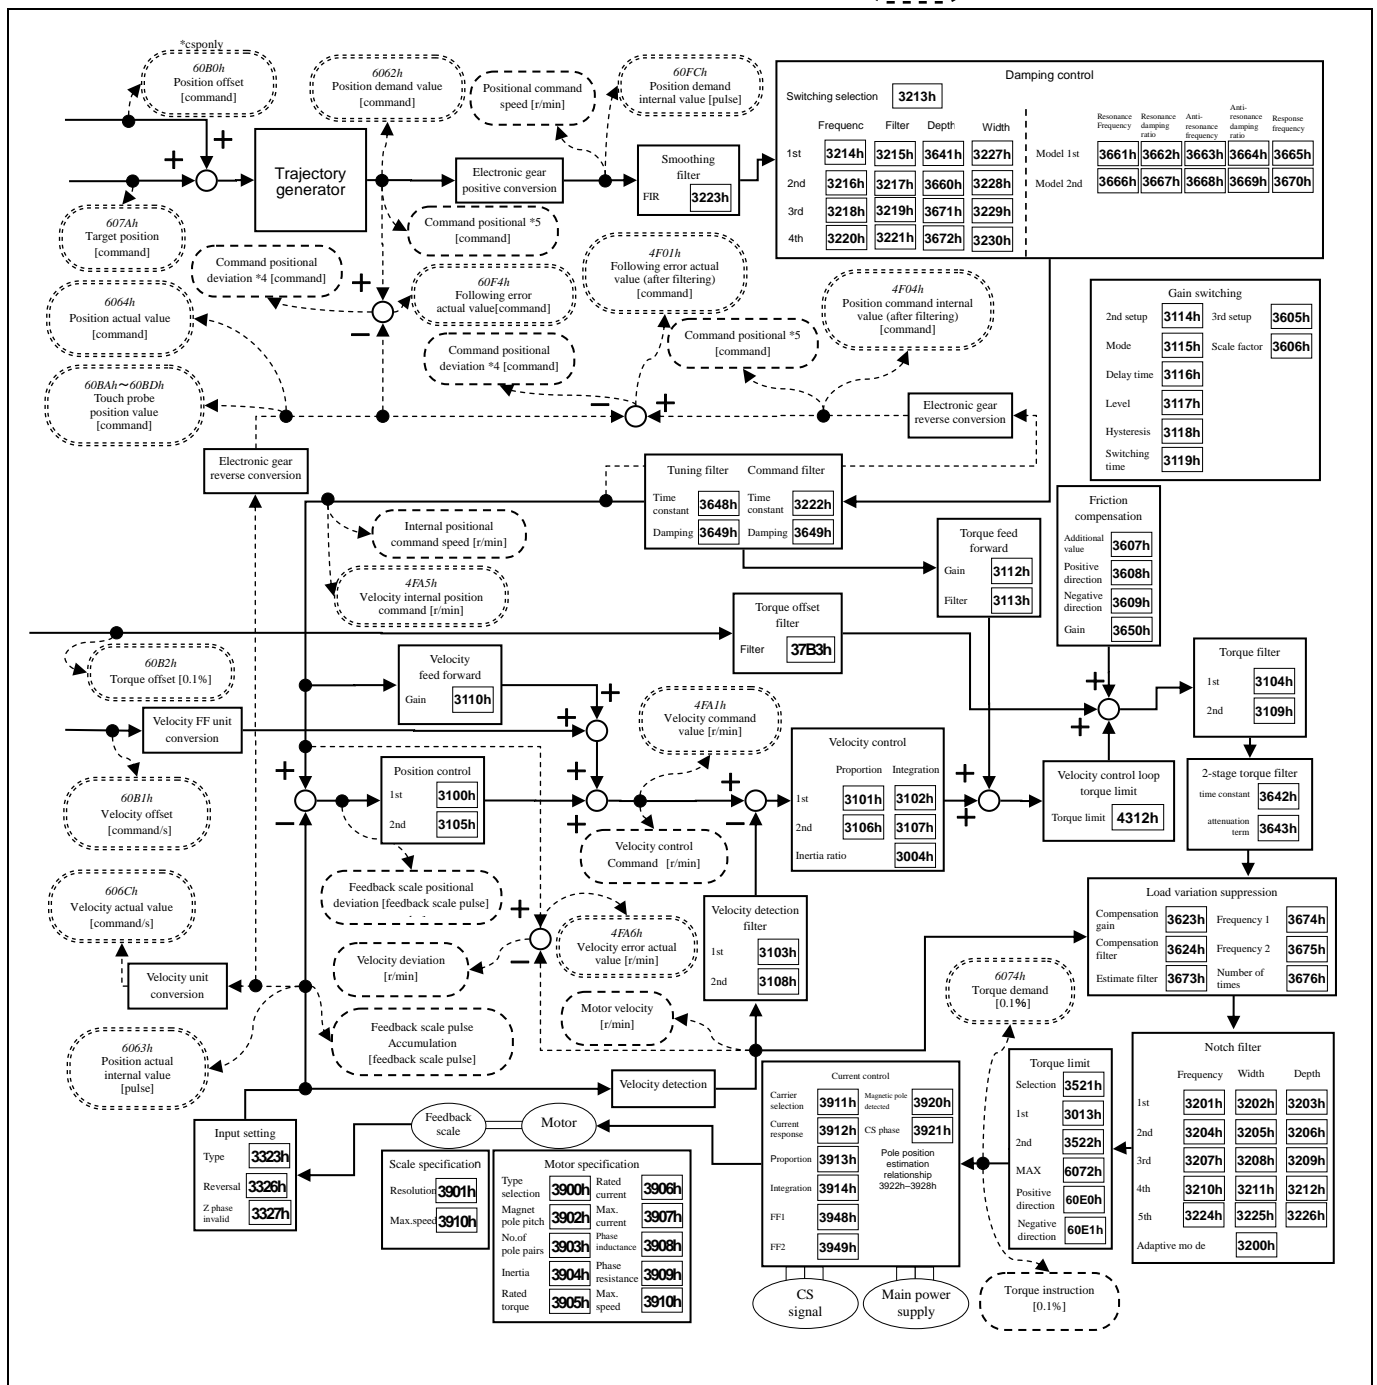 *csponly
60B0h
Position offset
[command]
6062h
Position demand value
[command]
Positional command
speed [r/min]
60FCh
Position demand
internal value [pulse]
Damping control
Switching selection 3213h
Frequenc Filter Depth Width
1st 3214h 3215h 3641h 3227h
2nd 3216h 3217h 3660h 3228h
3rd 3218h 3219h 3671h 3229h
4th 3220h 3221h 3672h 3230h
Resonance Frequency
Resonance damping ratio
Anti-resonance frequency
Anti-resonance damping ratio
Response frequency
Model 1st 3661h 3662h 3663h 3664h 3665h
Model 2nd 3666h 3667h 3668h 3669h 3670h
+
+
Trajectory
generator
Electronic gear
positive conversion
Smoothing
filter
FIR 3223h
607Ah
Target position
[command]
Command positional *5
[command]
Command positional
deviation *4 [command]
+
−
60F4h
Following error
actual value[command]
4F01h
Following error actual
value (after filtering)
[command]
4F04h
Position command internal
value (after filtering)
[command]
6064h
Position actual value
[command]
Command positional
deviation *4 [command]
Command positional *5
[command]
60BAh~60BDh
Touch probe
position value
[command]
−
+
Electronic gear
reverse conversion
Gain switching
2nd setup 3114h 3rd setup 3605h
Mode 3115h Scale factor 3606h
Delay time 3116h
Level 3117h
Hysteresis 3118h
Switching
time 3119h
Electronic gear
reverse conversion
Tuning filter Command filter
Time
constant 3648h
Time
constant 3222h
Damping 3649h Damping 3649h
Internal positional
command speed [r/min]
4FA5h
Velocity internal position
command [r/min]
Torque feed
forward
Gain 3112h
Filter 3113h
Friction
compensation
Additional
value 3607h
Positive
direction 3608h
Negative
direction 3609h
Gain 3650h
Torque offset
filter
Filter 37B3h
60B2h
Torque offset [0.1%]
Velocity
feed forward
Gain 3110h
+
+
4FA1h
Velocity command
value [r/min]
+
+
Torque filter
1st 3104h
2nd 3109h
Velocity FF unit
conversion
60B1h
Velocity offset
[command/s]
+
−
Position control
1st 3100h
2nd 3105h
+
+
+
−
Velocity control
Proportion Integration
1st 3101h 3102h
2nd 3106h 3107h
Inertia ratio 3004h
+
+
Velocity control loop
torque limit
Torque limit 4312h
2-stage torque filter
time constant 3642h
attenuation
term 3643h
Velocity control
Command [r/min]
Feedback scale positional
deviation [feedback scale pulse]
606Ch
Velocity actual value
[command/s]
+
−
4FA6h
Velocity error actual
value [r/min]
Velocity deviation
[r/min]
Velocity detection
filter
1st 3103h
2nd 3108h
Load variation suppression
Compensation
gain 3623h Frequency 1 3674h
Compensation
filter 3624h Frequency 2 3675h
Estimate filter 3673h Number of
times 3676h
Velocity unit
conversion
Motor velocity
[r/min]
6074h
Torque demand
[0.1%]
6063h
Position actual
internal value
[pulse]
Feedback scale pulse
Accumulation
[feedback scale pulse]
Velocity detection
Current control
Carrier
selection 3911h
Magnetic pole
detected 3920h
Current
response 3912h CS phase 3921h
Proportion 3913h
Integration 3914h
FF1 3948h
FF2 3949h
Pole position
estimation
relationship
3922h–3928h
Torque limit
Selection 3521h
1st 3013h
2nd 3522h
MAX 6072h
Positive
direction 60E0h
Negative
direction 60E1h
Notch filter
Frequency Width Depth
1st 3201h 3202h 3203h
2nd 3204h 3205h 3206h
3rd 3207h 3208h 3209h
4th 3210h 3211h 3212h
5th 3224h 3225h 3226h
Adaptive mo de 3200h
Input setting
Type 3323h
Reversal 3326h
Z phase
invalid 3327h
Feedback
scale
Motor
Scale specification
Resolution 3901h
Max.speed 3910h
Motor specification
Type
selection 3900h Rated
current 3906h
Magnet
pole pitch 3902h Max.
current 3907h
No.of
pole pairs 3903h Phase
inductance 3908h
Inertia 3904h Phase
resistance 3909h
Rated
torque 3905h Max.
speed 3910h
CS
signal
Main power
supply
Torque instruction
[0.1%]